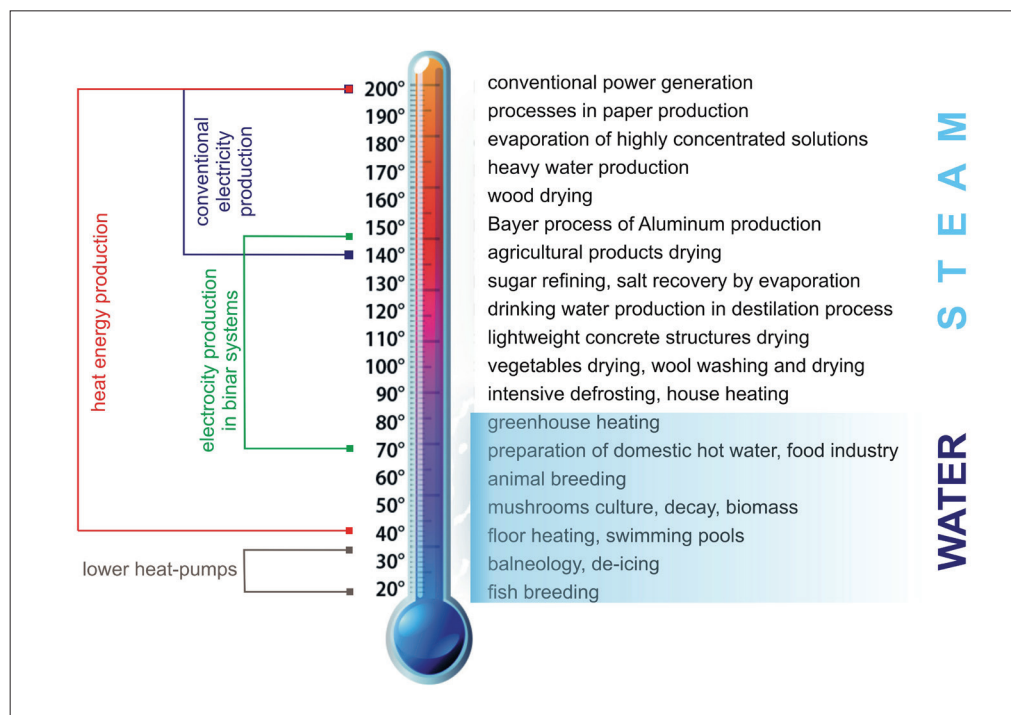 200° conventional power generation
190° processes in paper production
180° evaporation of highly concentrated solutions
170° heavy water production
160° wood drying
150° Bayer process of Aluminum production
140° agricultural products drying
130° sugar refining, salt recovery by evaporation
120° drinking water production in destilation process
110° lightweight concrete structures drying
100° vegetables drying, wool washing and drying
90° intensive defrosting, house heating
80° greenhouse heating
70° preparation of domestic hot water, food industry
60° animal breeding
50° mushrooms culture, decay, biomass
40° floor heating, swimming pools
30° balneology, de-icing
20° fish breeding
heat energy production
conventional
electricity
production
electrocity production
in binar systems
lower heat-pumps
STEAM
WATER